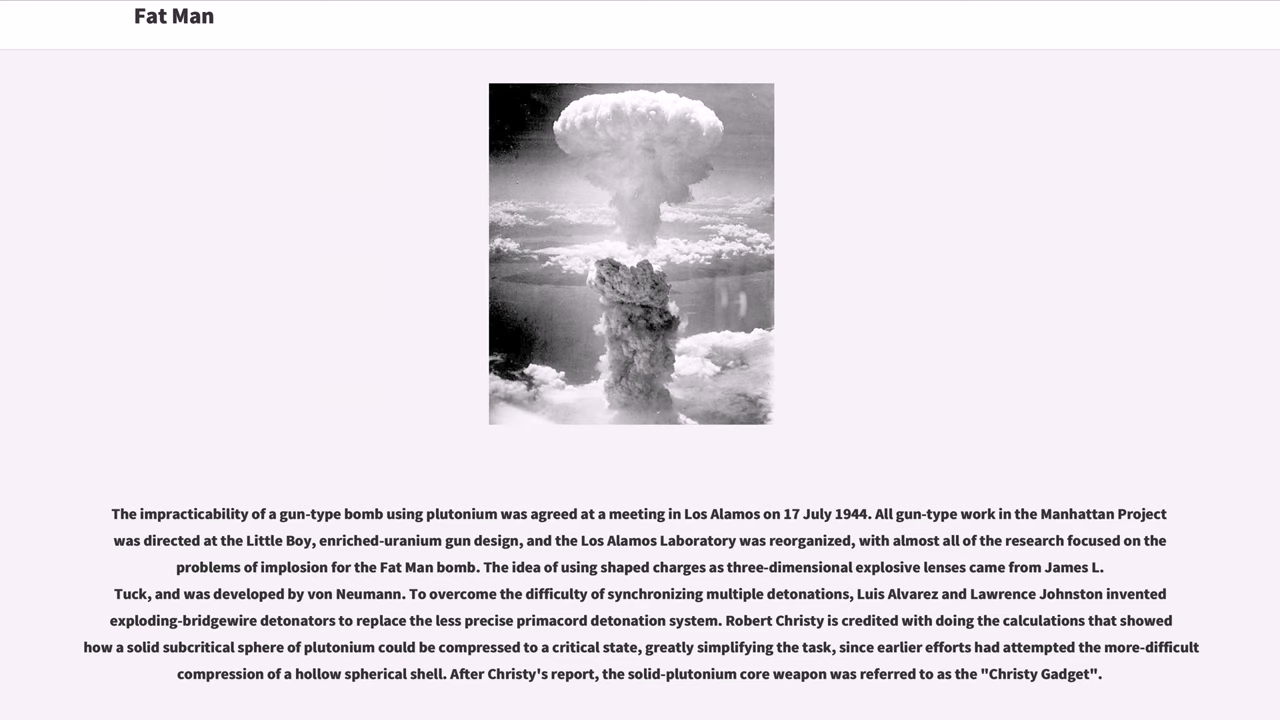 Fat Man
The impracticability of a gun-type bomb using plutonium was agreed at a meeting in Los Alamos on 17 July 1944. All gun-type work in the Manhattan Project
was directed at the Little Boy, enriched-uranium gun design, and the Los Alamos Laboratory was reorganized, with almost all of the research focused on the
problems of implosion for the Fat Man bomb. The idea of using shaped charges as three-dimensional explosive lenses came from James L.
Tuck, and was developed by von Neumann. To overcome the difficulty of synchronizing multiple detonations, Luis Alvarez and Lawrence Johnston invented
exploding-bridgewire detonators to replace the less precise primacord detonation system. Robert Christy is credited with doing the calculations that showed
how a solid subcritical sphere of plutonium could be compressed to a critical state, greatly simplifying the task, since earlier efforts had attempted the more-difficult
compression of a hollow spherical shell. After Christy's report, the solid-plutonium core weapon was referred to as the "Christy Gadget".